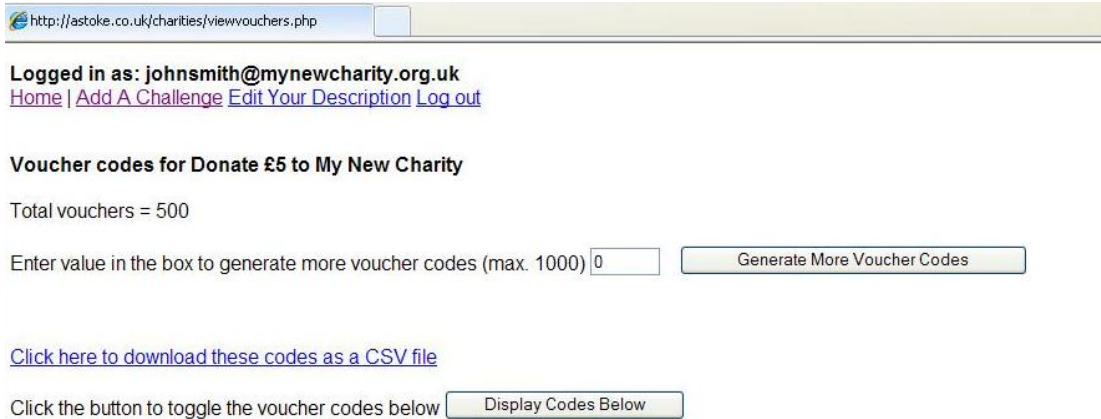 http://astoke.co.uk/charities/viewvouchers.php
Logged in as: johnsmith@mynewcharity.org.uk
Home | Add A Challenge Edit Your Description Log out
Voucher codes for Donate £5 to My New Charity
Total vouchers = 500
Enter value in the box to generate more voucher codes (max. 1000) 0 Generate More Voucher Codes
Click here to download these codes as a CSV file
Click the button to toggle the voucher codes below Display Codes Below